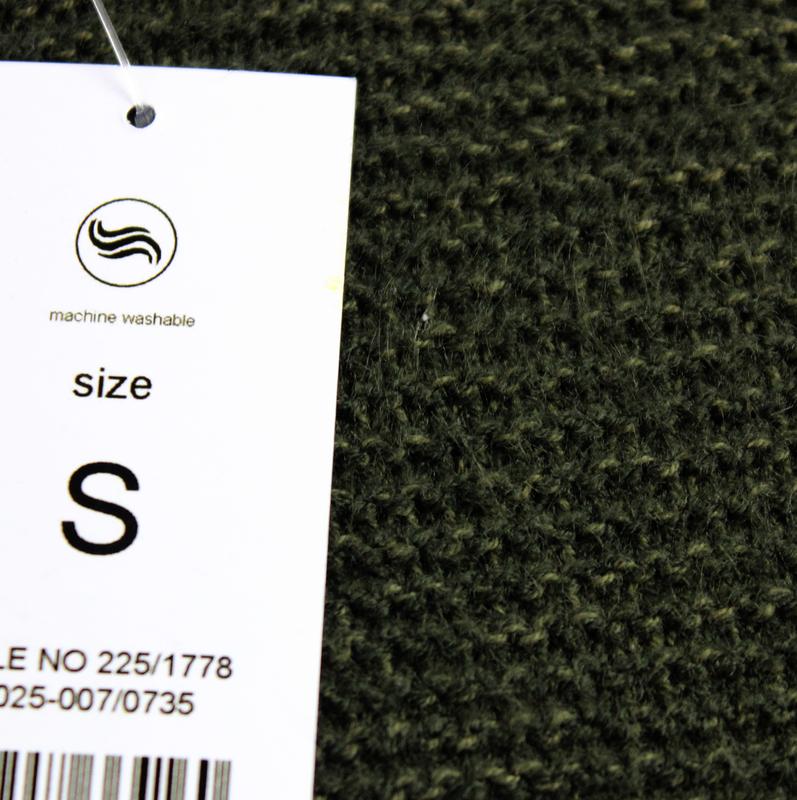 machine washable
size
S
LE NO 225/1778
025-007/0735